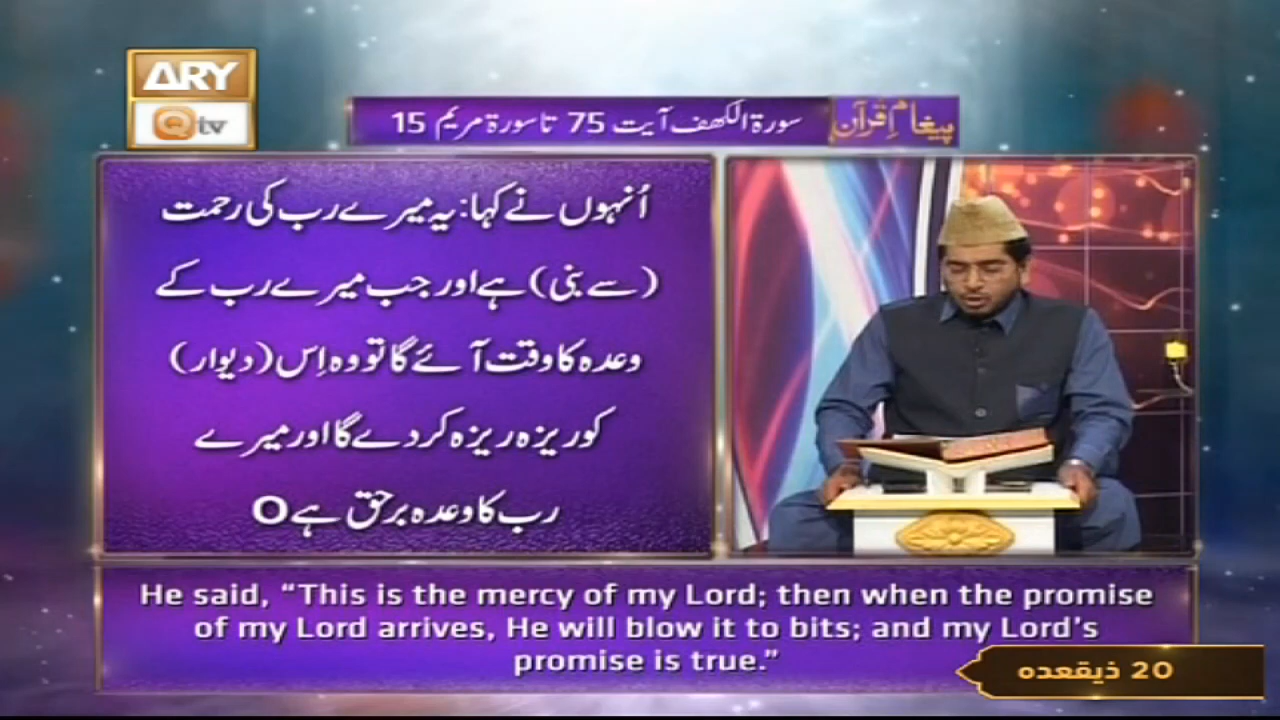 ARY
Qtv
پیغامِ قرآن
سورۃ الکھف آیت 75 تا سورۃ مریم 15
اُنہوں نے کہا: یہ میرے رب کی رحمت
(سے بنی) ہے اور جب میرے رب کے
وعدہ کا وقت آئے گا تو وہ اِس (دیوار)
کو ریزہ ریزہ کر دے گا اور میرے
رب کا وعدہ برحق ہے O
He said, “This is the mercy of my Lord; then when the promise
of my Lord arrives, He will blow it to bits; and my Lord’s
promise is true.”
20 ذیقعدہ